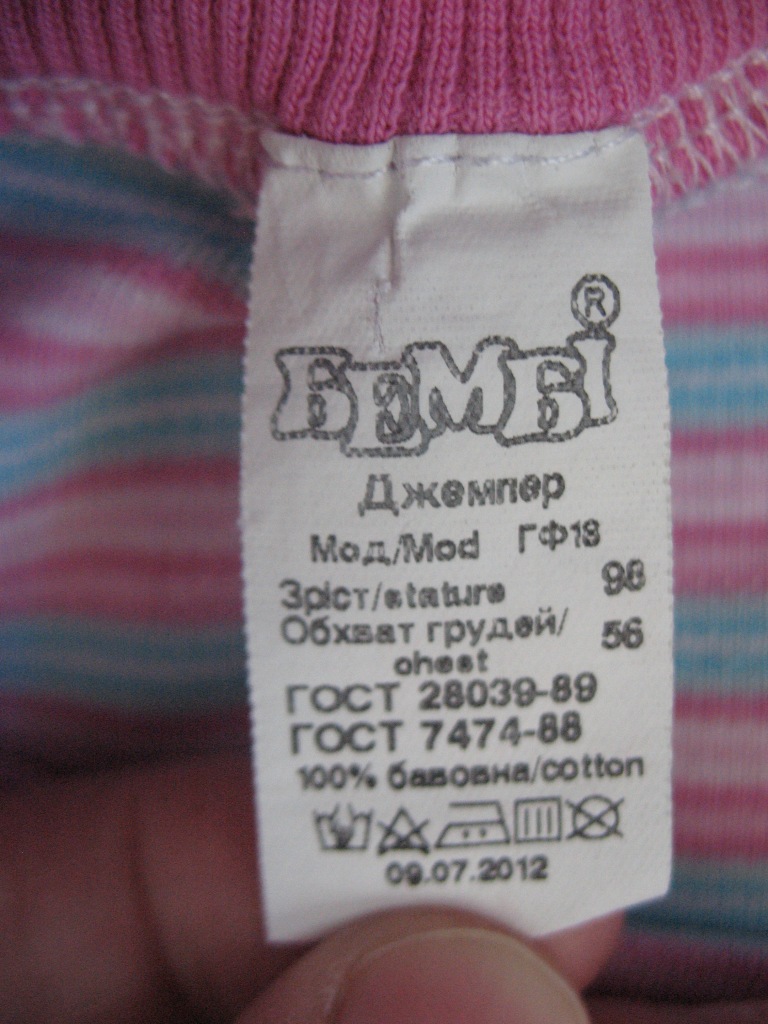 БЕМБІ®
Джемпер
Мод/Mod ГФ18
Зріст/stature 98
Обхват грудей/ 56
chest
ГОСТ 28039-89
ГОСТ 7474-88
100% бавовна/cotton
09.07.2012